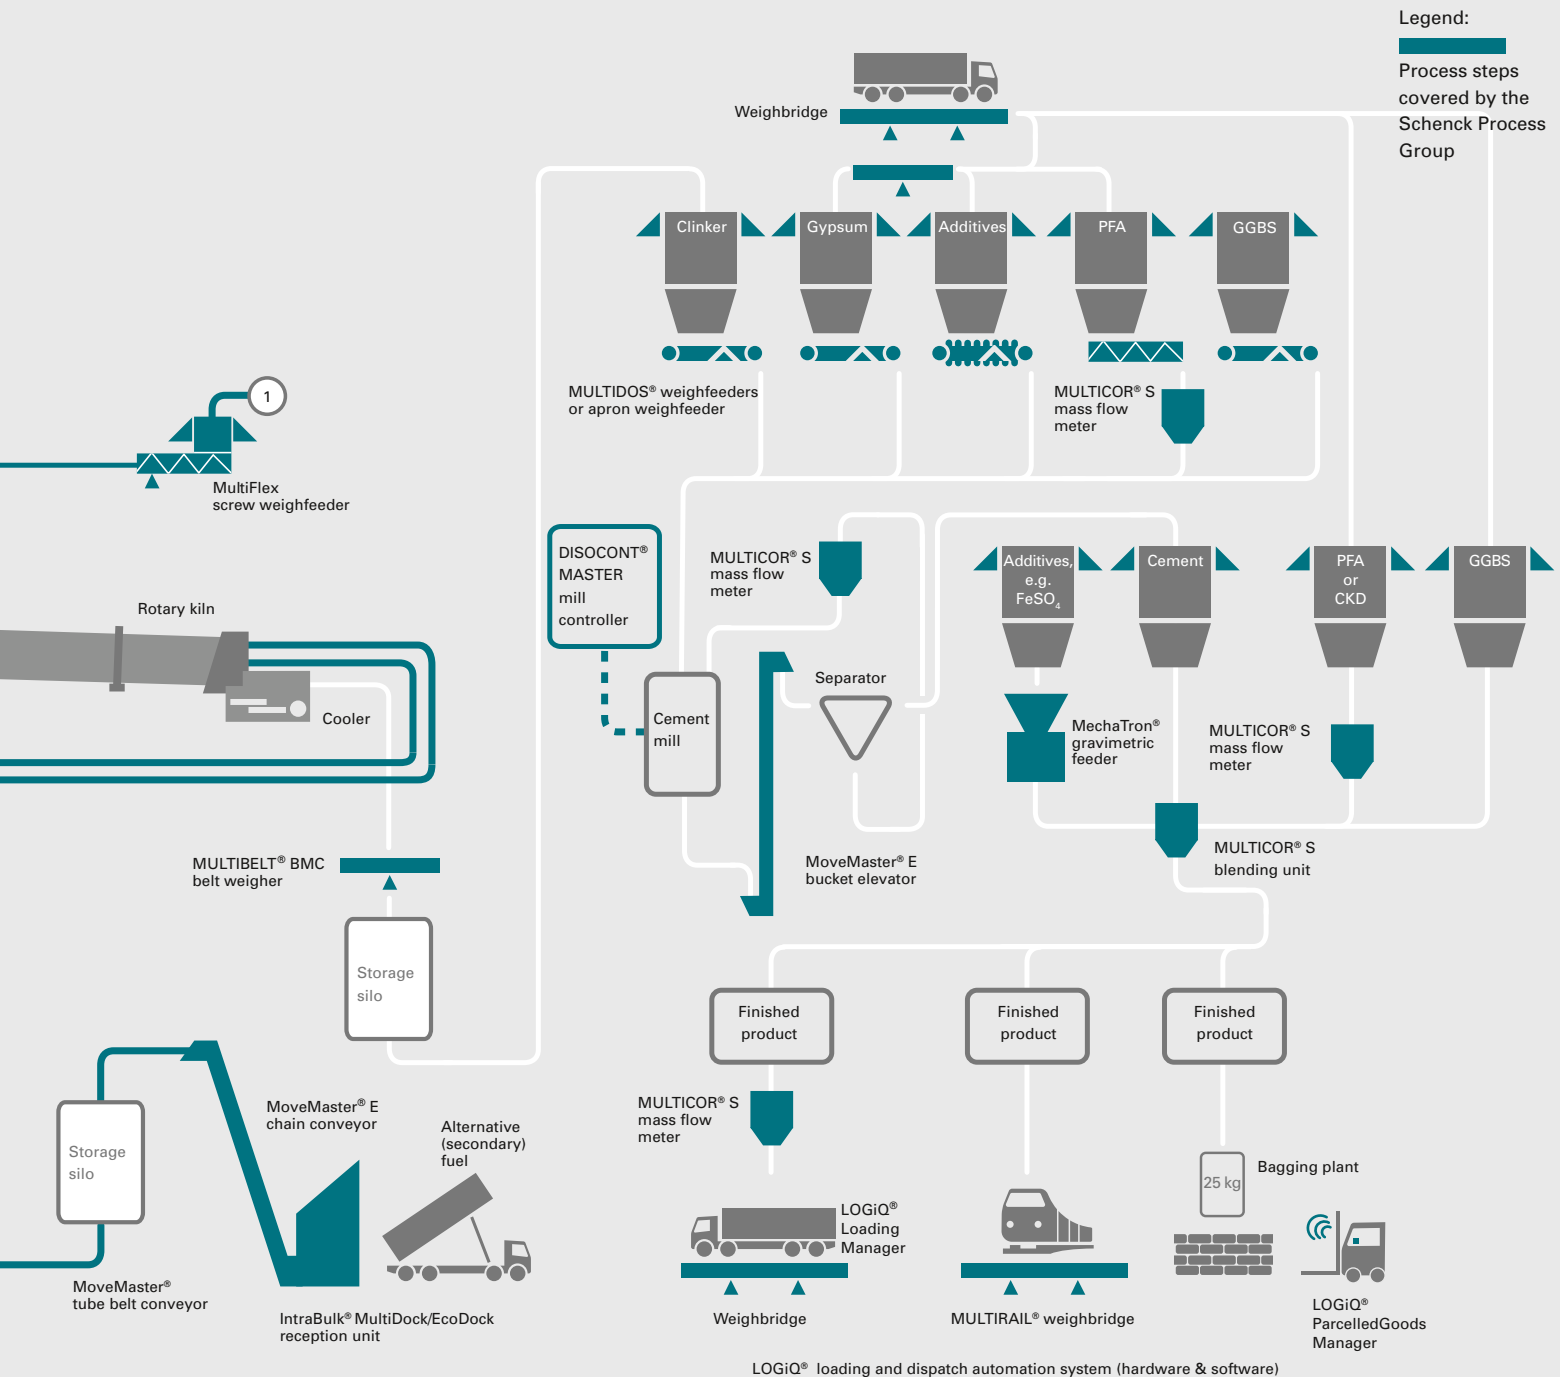 Legend:
Process steps
covered by the
Schenck Process
Group
Weighbridge
Clinker
Gypsum
Additives
PFA
GGBS
MULTIDOS® weighfeeders
or apron weighfeeder
MULTICOR® S
mass flow
meter
1
MultiFlex
screw weighfeeder
DISOCONT®
MASTER
mill
controller
MULTICOR® S
mass flow
meter
Additives,
e.g.
FeSO4
Cement
PFA
or
CKD
GGBS
Rotary kiln
Cooler
Cement
mill
Separator
MechaTron®
gravimetric
feeder
MULTICOR® S
mass flow
meter
MULTIBELT® BMC
belt weigher
MoveMaster® E
bucket elevator
MULTICOR® S
blending unit
Storage
silo
Finished
product
Finished
product
Finished
product
MoveMaster® E
chain conveyor
Alternative
(secondary)
fuel
MULTICOR® S
mass flow
meter
Storage
silo
Bagging plant
25 kg
LOGiQ®
Loading
Manager
MoveMaster®
tube belt conveyor
IntraBulk® MultiDock/EcoDock
reception unit
Weighbridge
MULTIRAIL® weighbridge
LOGiQ®
ParcelledGoods
Manager
LOGiQ® loading and dispatch automation system (hardware & software)